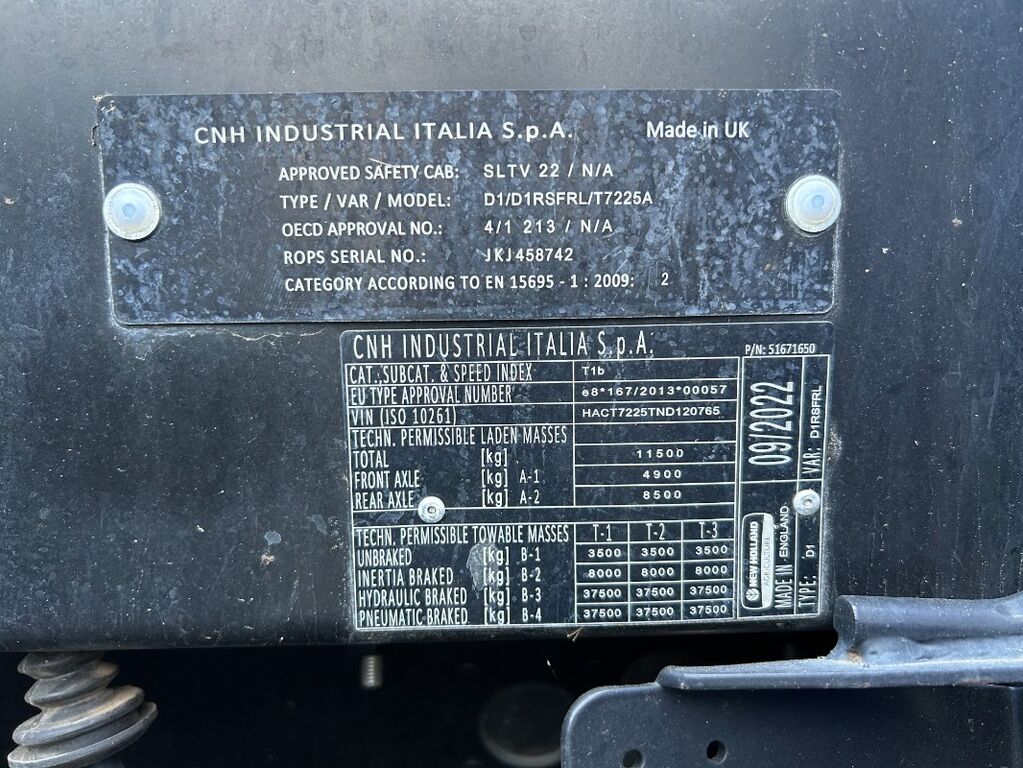 CNH INDUSTRIAL ITALIA S.p.A. Made in UK
APPROVED SAFETY CAB: SLTV 22 / N/A
TYPE / VAR / MODEL: D1/D1RSFRL/T7225A
OECD APPROVAL NO.: 4/1 213 / N/A
ROPS SERIAL NO.: JKJ458742
CATEGORY ACCORDING TO EN 15695 - 1 : 2009: 2
CNH INDUSTRIAL ITALIA S.p.A. P/N: 51671650
CAT.,SUBCAT. & SPEED INDEX T1b
EU TYPE APPROVAL NUMBER e8*167/2013*00057
VIN (ISO 10261) HACT7225TND120765
TECHN. PERMISSIBLE LADEN MASSES
TOTAL [kg] 11500
FRONT AXLE [kg] A-1 4900
REAR AXLE [kg] A-2 8500
TECHN. PERMISSIBLE TOWABLE MASSES T-1 T-2 T-3
UNBRAKED [kg] B-1 3500 3500 3500
INERTIA BRAKED [kg] B-2 8000 8000 8000
HYDRAULIC BRAKED [kg] B-3 37500 37500 37500
PNEUMATIC BRAKED [kg] B-4 37500 37500 37500
09/2022
VAR: D1RSFRL
NEW HOLLAND
AGRICULTURE
MADE IN ENGLAND
TYPE: D1